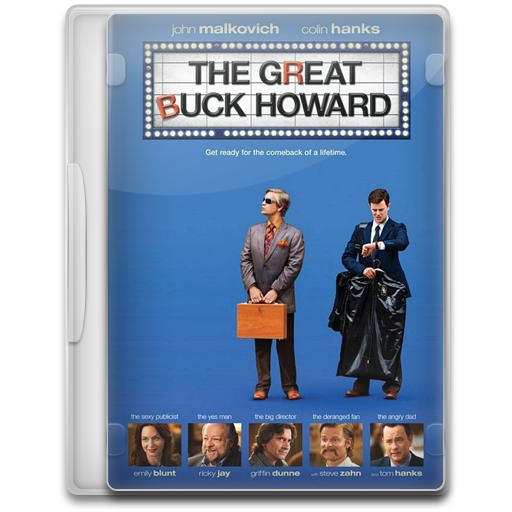 john malkovich colin hanks
THE GREAT
BUCK HOWARD
Get ready for the comeback of a lifetime.
the sexy publicist the yes man the big director the deranged fan the angry dad
emily blunt ricky jay griffin dunne with steve zahn and tom hanks